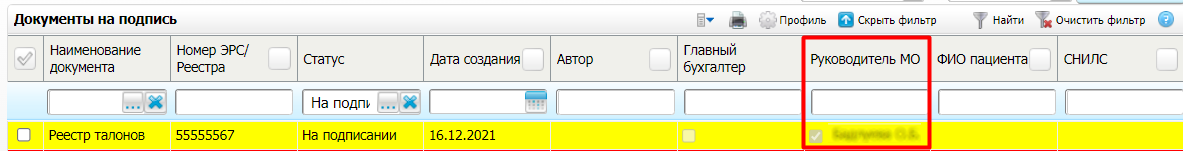 Документы на подпись
Профиль Скрыть фильтр Найти Очистить фильтр
Наименование документа Номер ЭРС/ Реестра Статус Дата создания Автор Главный бухгалтер Руководитель МО ФИО пациента СНИЛС
... На подпи ...
Реестр талонов 55555567 На подписании 16.12.2021